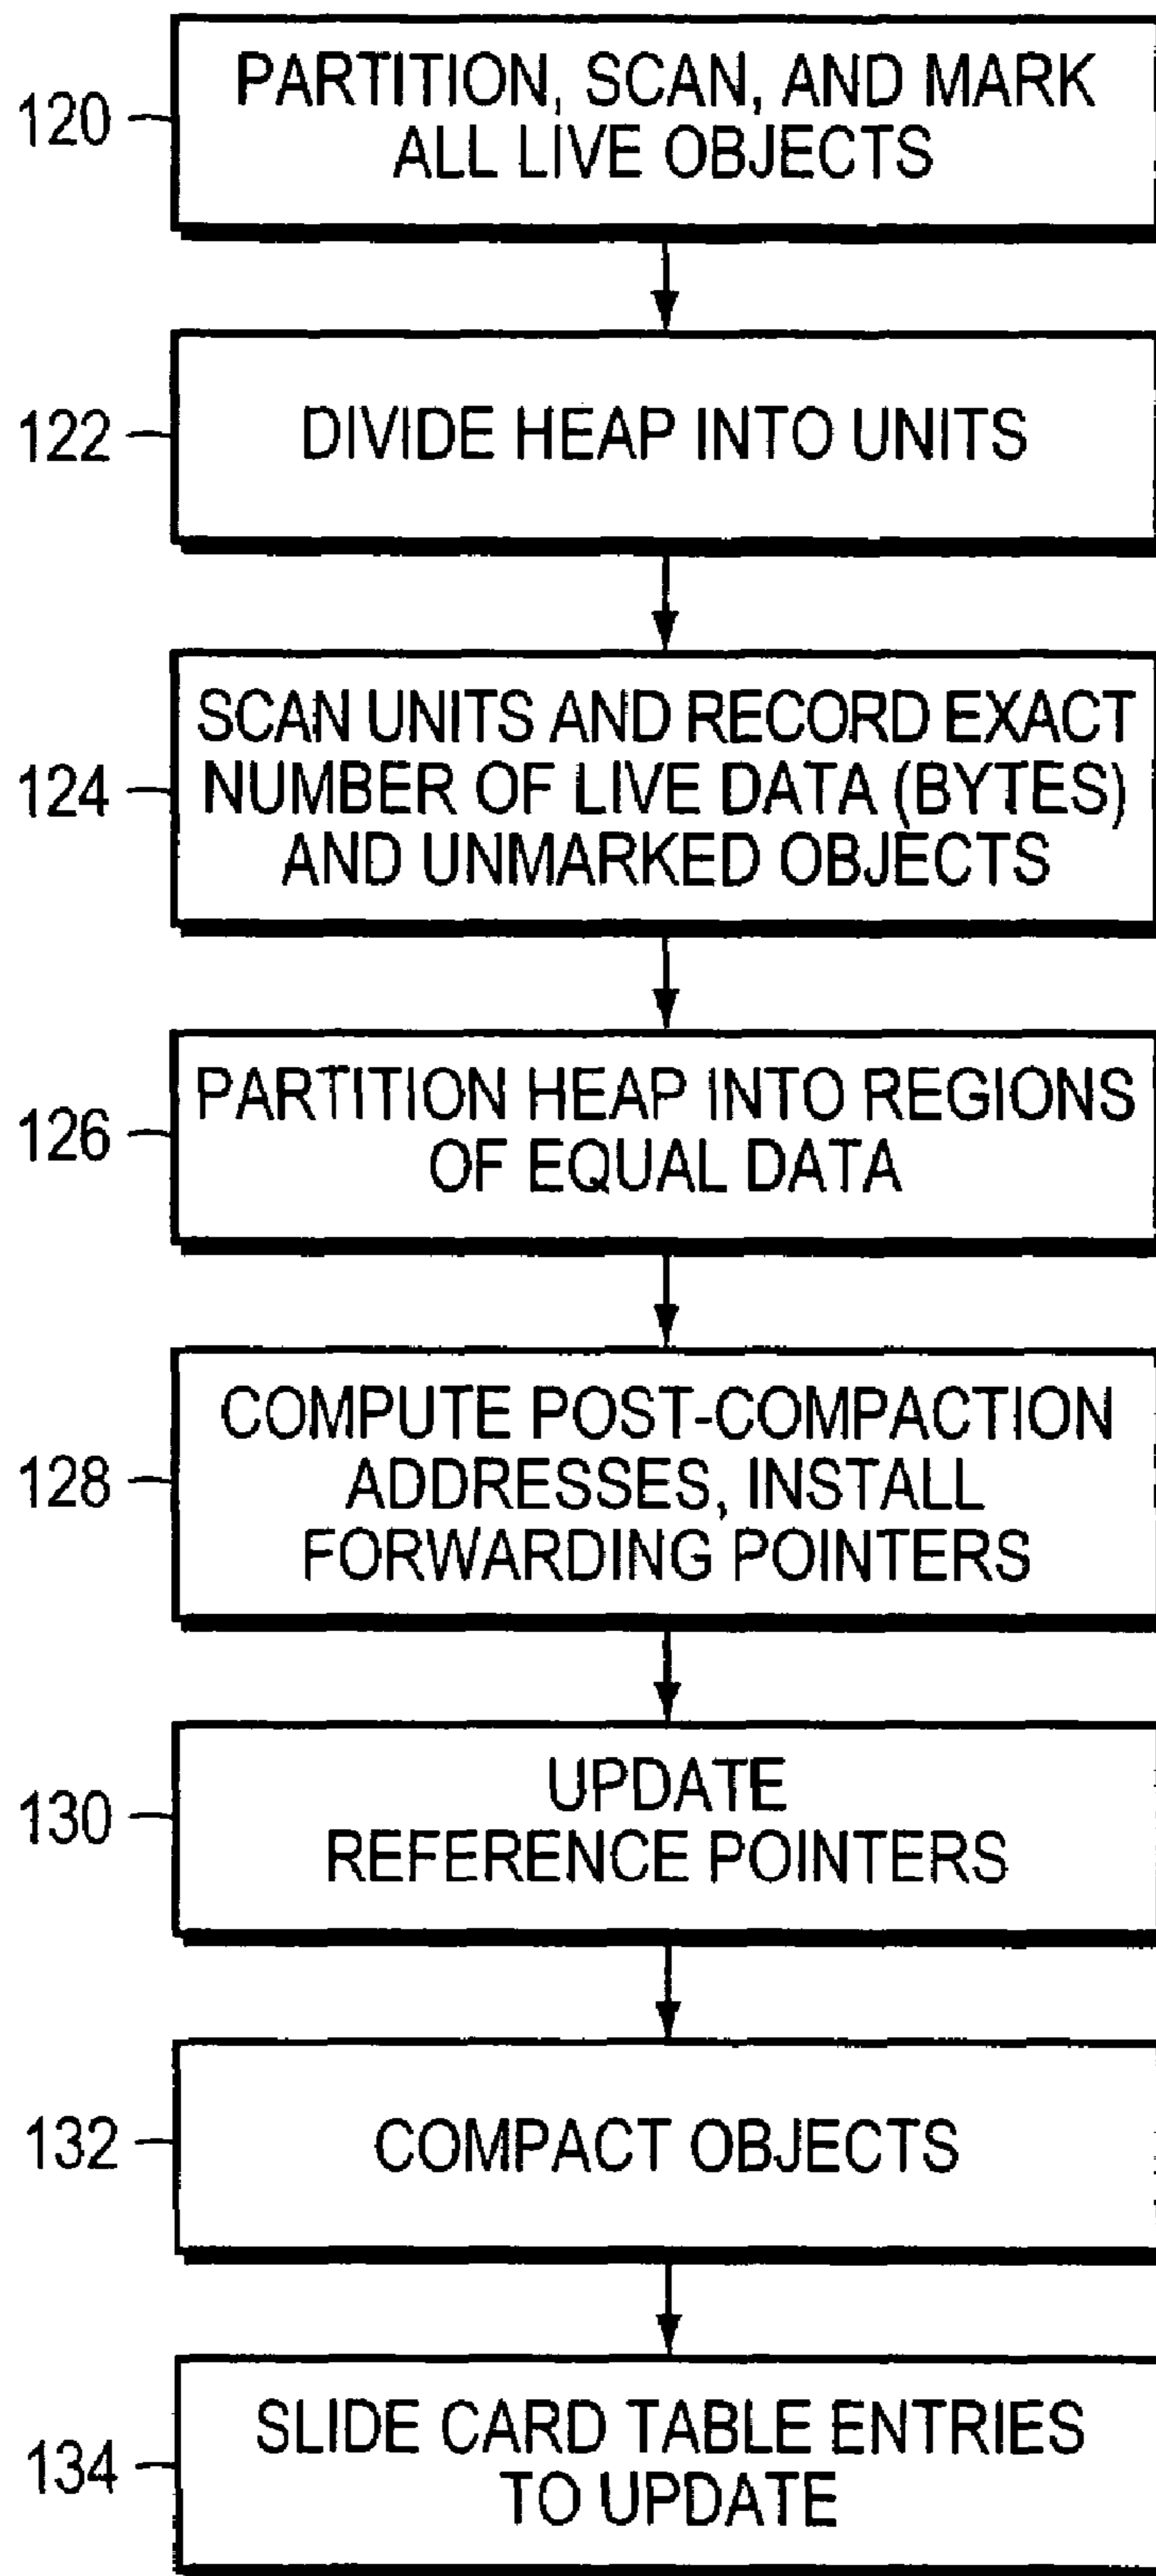 120
PARTITION, SCAN, AND MARK
ALL LIVE OBJECTS
122
DIVIDE HEAP INTO UNITS
SCAN UNITS AND RECORD EXACT
124
NUMBER OF LIVE DATA (BYTES)
AND UNMARKED OBJECTS
126
PARTITION HEAP INTO REGIONS
OF EQUAL DATA
COMPUTE POST-COMPACTION
128
ADDRESSES, INSTALL
FORWARDING POINTERS
130
UPDATE
REFERENCE POINTERS
132
COMPACT OBJECTS
134
SLIDE CARD TABLE ENTRIES
TO UPDATE